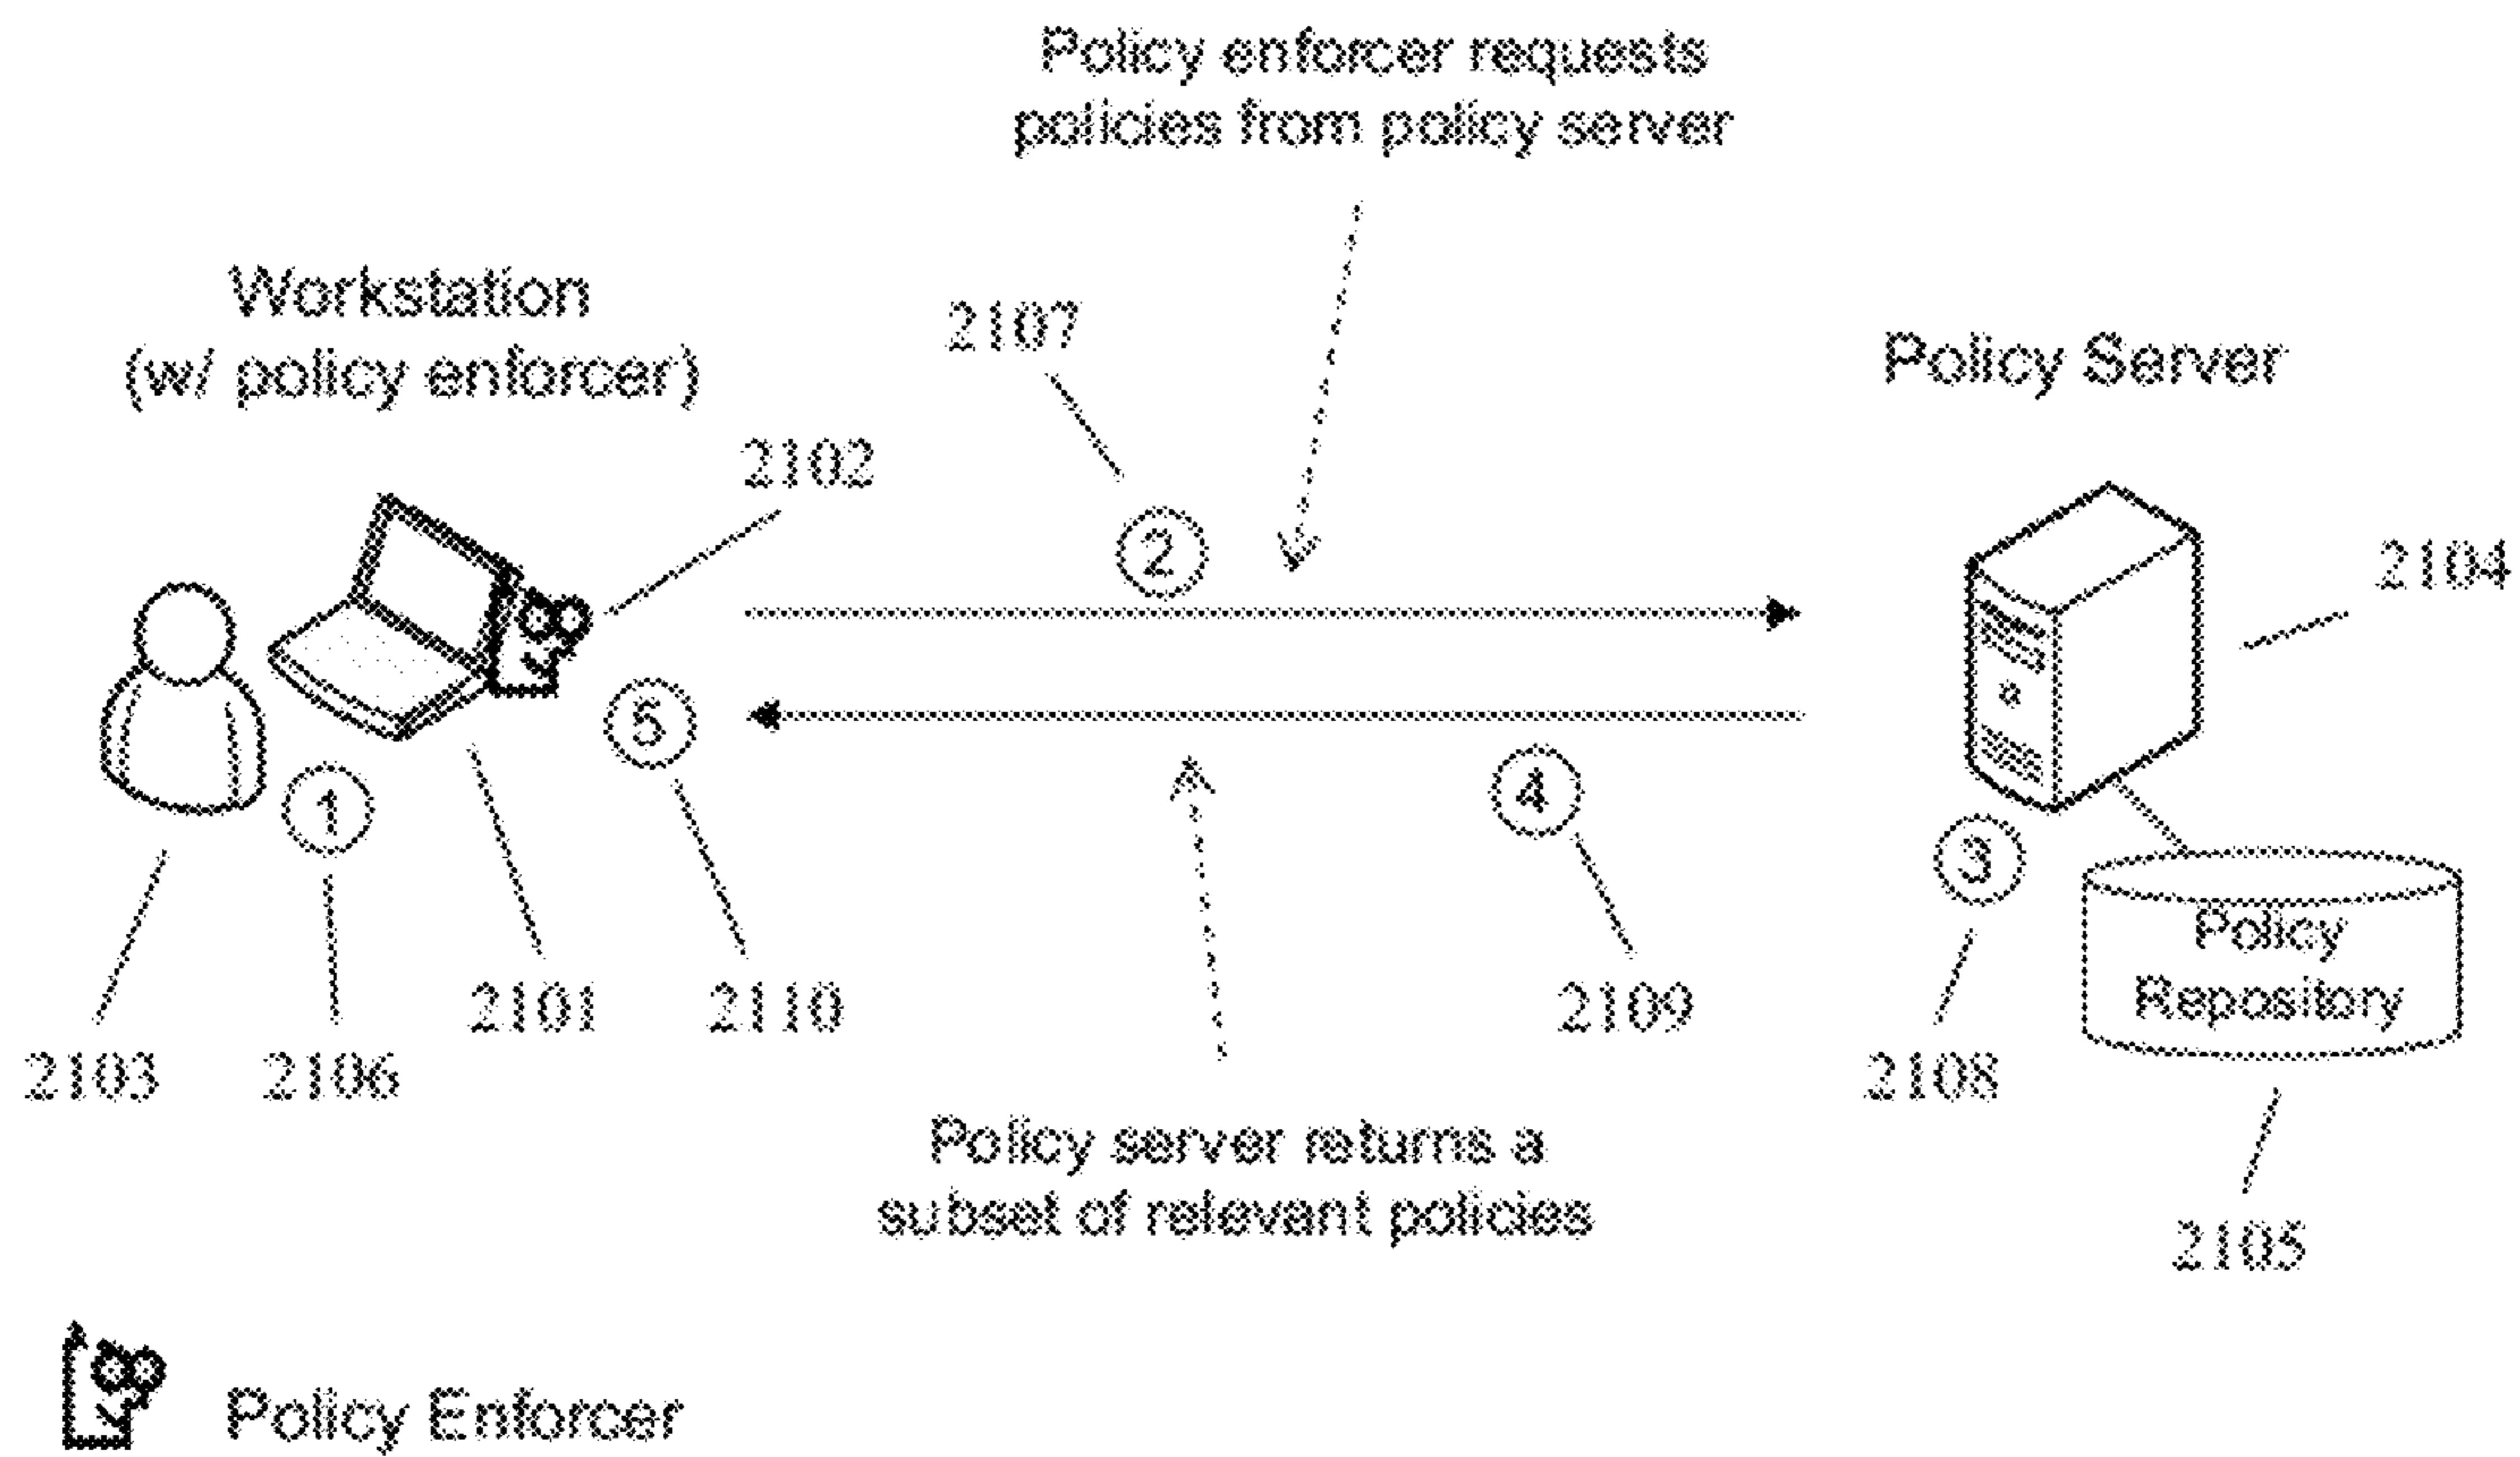 Policy enforcer requests
policies from policy server
Workstation
(w/ policy enforcer)
2107
Policy Server
2102
2
2104
5
1
4
3
Policy
Repository
2101
2110
2109
2103
2106
2108
Policy server returns a
subset of relevant policies
2105
Policy Enforcer